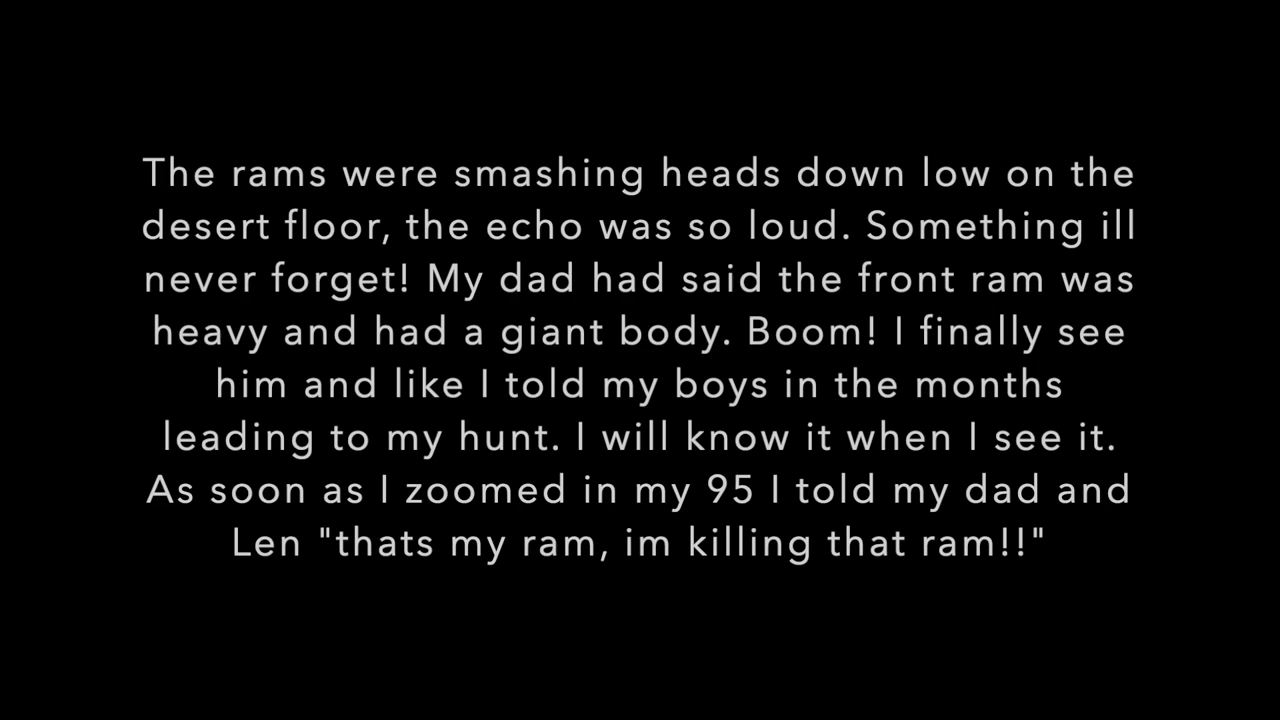 The rams were smashing heads down low on the
desert floor, the echo was so loud. Something ill
never forget! My dad had said the front ram was
heavy and had a giant body. Boom! I finally see
him and like I told my boys in the months
leading to my hunt. I will know it when I see it.
As soon as I zoomed in my 95 I told my dad and
Len "thats my ram, im killing that ram!!"